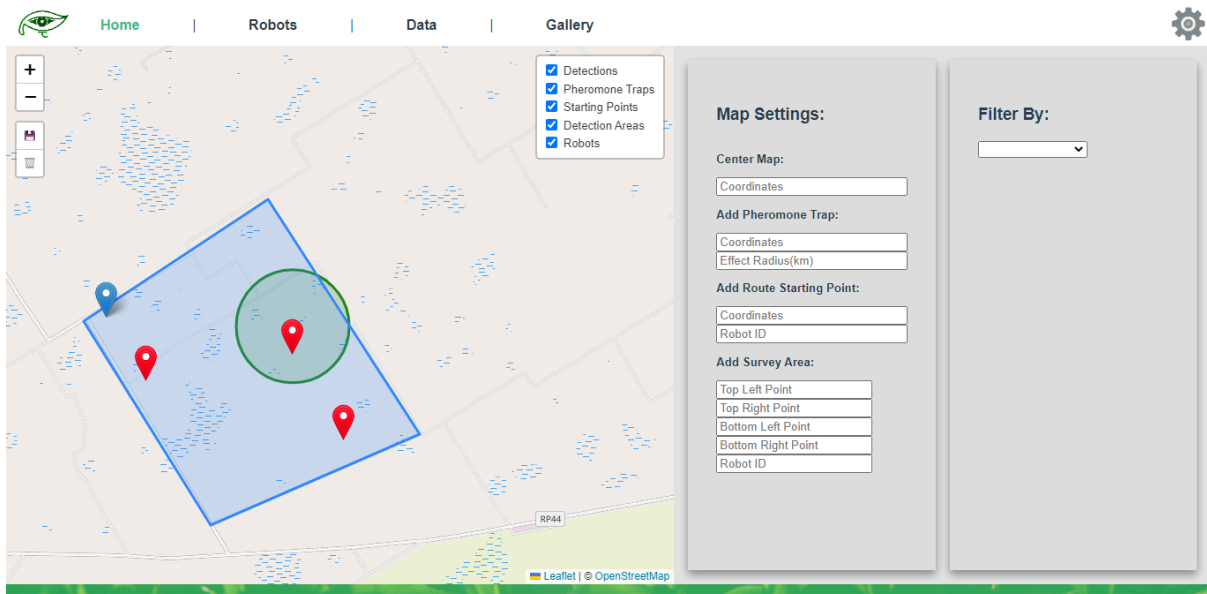 Home | Robots | Data | Gallery
+
−
Detections
Pheromone Traps
Starting Points
Detection Areas
Robots
RP44
Leaflet | © OpenStreetMap
Map Settings:
Center Map:
Coordinates
Add Pheromone Trap:
Coordinates
Effect Radius(km)
Add Route Starting Point:
Coordinates
Robot ID
Add Survey Area:
Top Left Point
Top Right Point
Bottom Left Point
Bottom Right Point
Robot ID
Filter By: